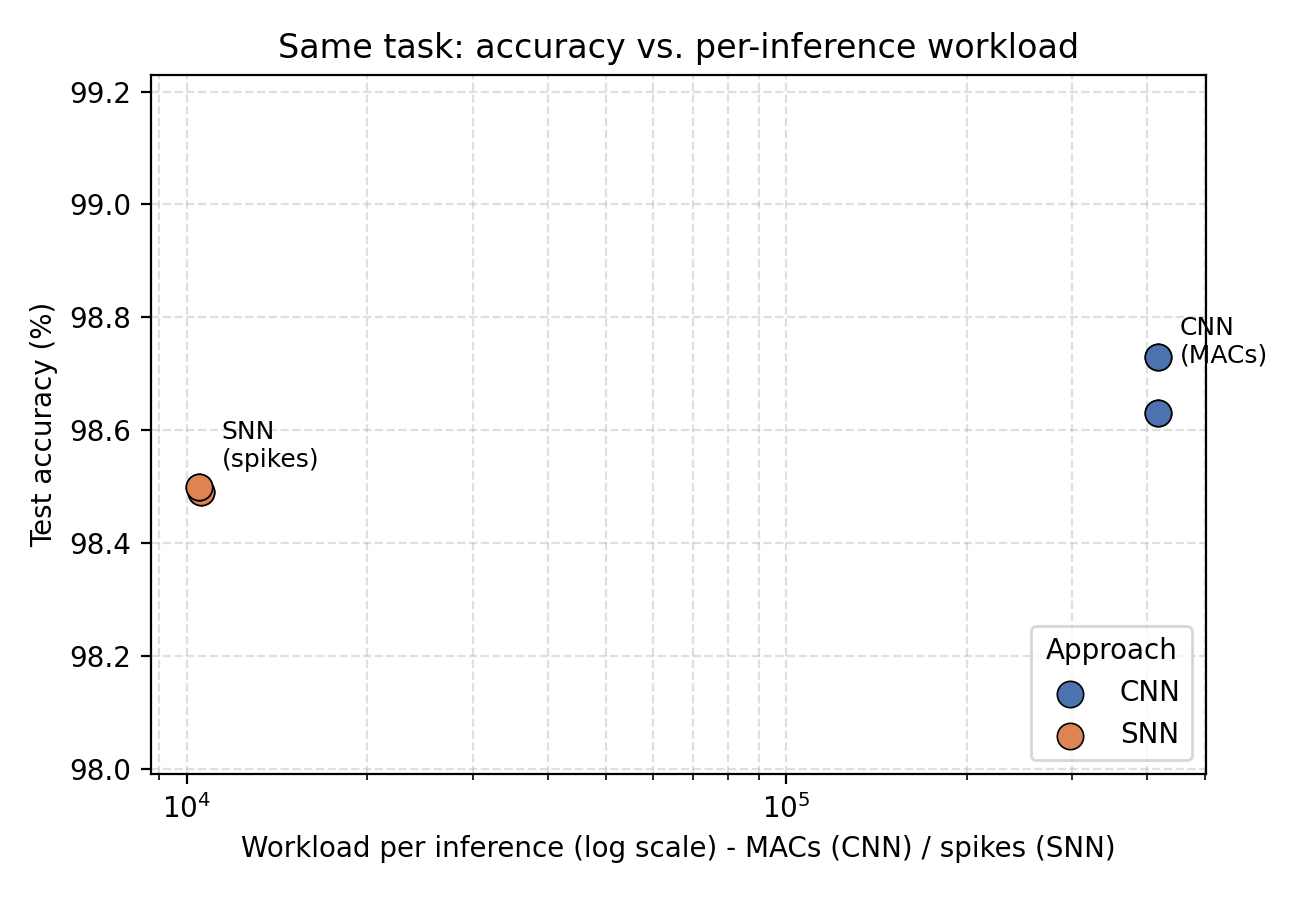 Same task: accuracy vs. per-inference workload
99.2
99.0
98.8
98.6
98.4
98.2
98.0
Test accuracy (%)
CNN
(MACs)
SNN
(spikes)
Approach
CNN
SNN
10⁴
10⁵
Workload per inference (log scale) - MACs (CNN) / spikes (SNN)